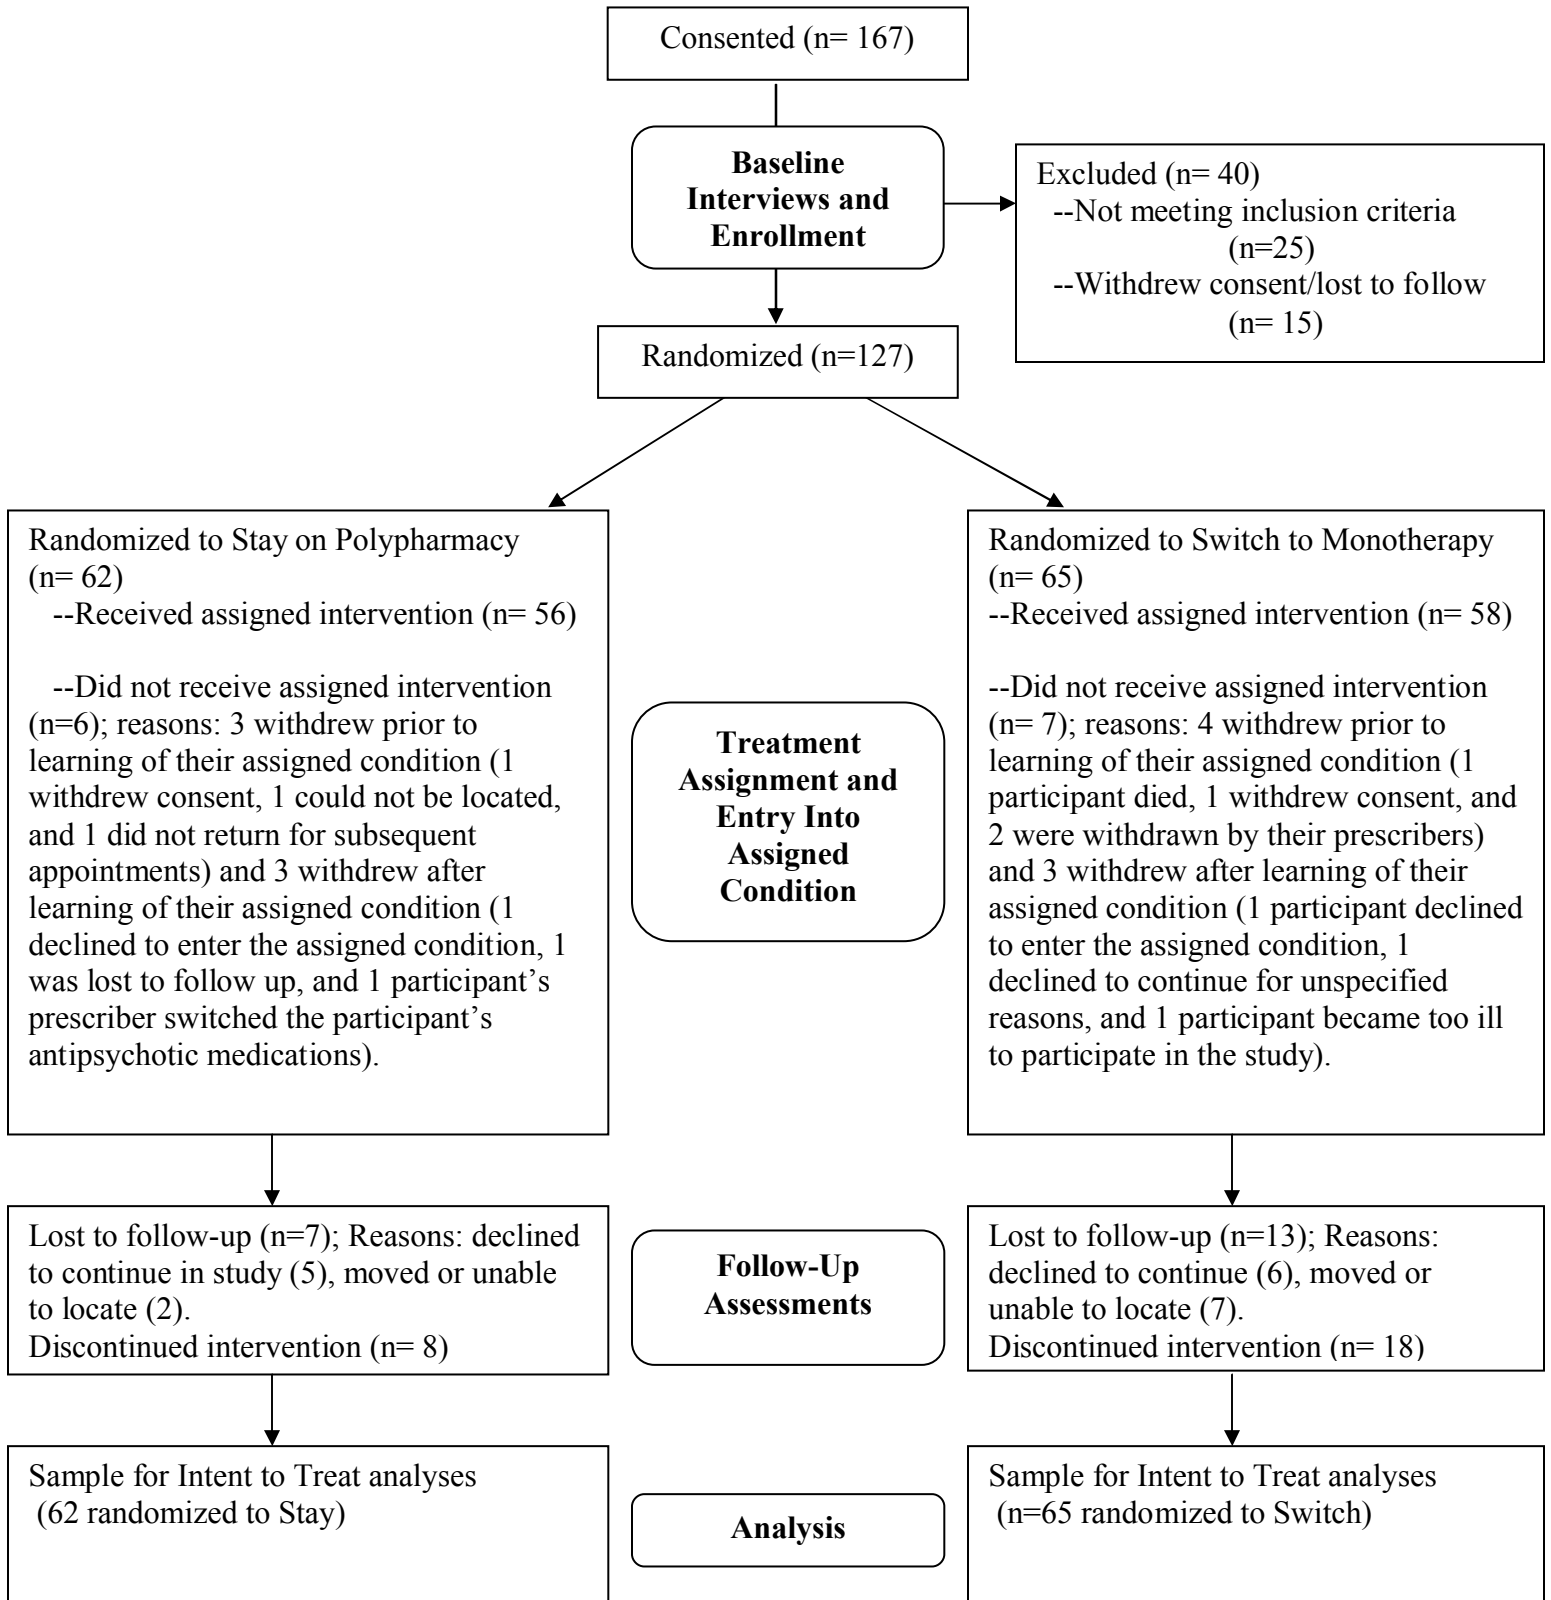 Consented (n= 167)
Baseline
Interviews and
Enrollment
Excluded (n= 40)
--Not meeting inclusion criteria
(n=25)
--Withdrew consent/lost to follow
(n= 15)
Randomized (n=127)
Randomized to Stay on Polypharmacy
(n= 62)
--Received assigned intervention (n= 56)
--Did not receive assigned intervention
(n=6); reasons: 3 withdrew prior to
learning of their assigned condition (1
withdrew consent, 1 could not be located,
and 1 did not return for subsequent
appointments) and 3 withdrew after
learning of their assigned condition (1
declined to enter the assigned condition, 1
was lost to follow up, and 1 participant’s
prescriber switched the participant’s
antipsychotic medications).
Treatment
Assignment and
Entry Into
Assigned
Condition
Randomized to Switch to Monotherapy
(n= 65)
--Received assigned intervention (n= 58)
--Did not receive assigned intervention
(n= 7); reasons: 4 withdrew prior to
learning of their assigned condition (1
participant died, 1 withdrew consent, and
2 were withdrawn by their prescribers)
and 3 withdrew after learning of their
assigned condition (1 participant declined
to enter the assigned condition, 1
declined to continue for unspecified
reasons, and 1 participant became too ill
to participate in the study).
Lost to follow-up (n=7); Reasons: declined
to continue in study (5), moved or unable
to locate (2).
Discontinued intervention (n= 8)
Follow-Up
Assessments
Lost to follow-up (n=13); Reasons:
declined to continue (6), moved or
unable to locate (7).
Discontinued intervention (n= 18)
Sample for Intent to Treat analyses
(62 randomized to Stay)
Analysis
Sample for Intent to Treat analyses
(n=65 randomized to Switch)